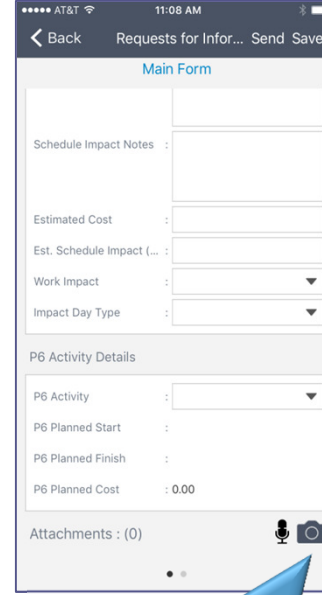 AT&T 11:08 AM
Back Requests for Infor... Send Save
Main Form
Schedule Impact Notes :
Estimated Cost :
Est. Schedule Impact (... :
Work Impact :
Impact Day Type :
P6 Activity Details
P6 Activity :
P6 Planned Start :
P6 Planned Finish :
P6 Planned Cost : 0.00
Attachments : (0)